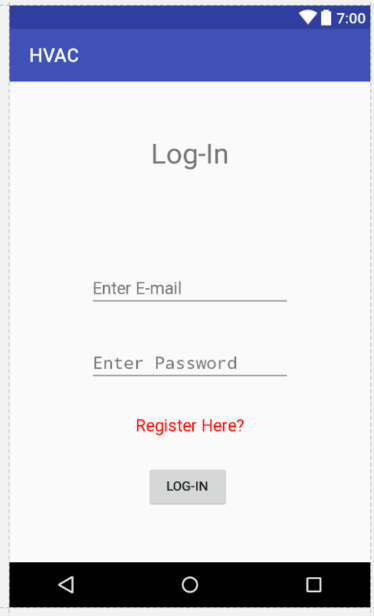 7:00
HVAC
Log-In
Enter E-mail
Enter Password
Register Here?
LOG-IN